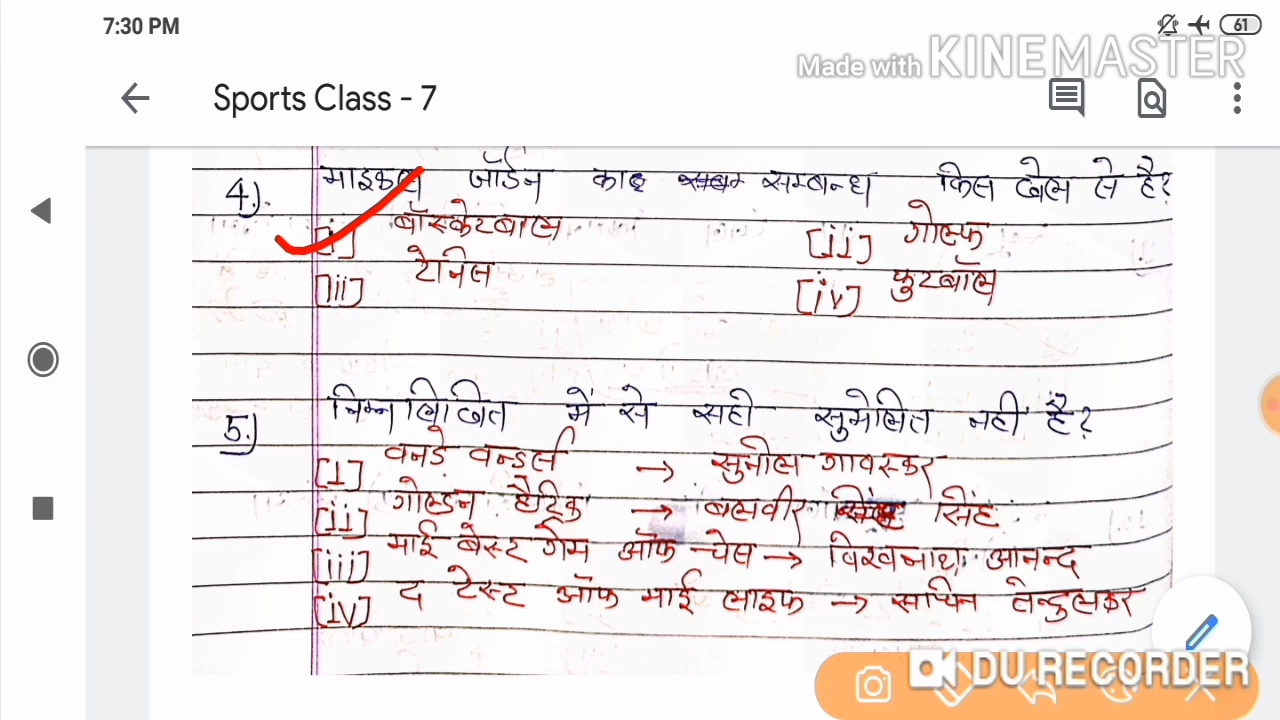 7:30 PM
61
Made with KINEMASTER
Sports Class - 7
4.) माइकल जॉर्डन का सम्बन्ध किस खेल से है?
[i] बॉस्केटबाल [ii] गोल्फ
[iii] टेनिस [iv] फुटबॉल
5.) निम्नलिखित में से सही सुमेलित नही है?
[i] वनडे वन्डर्स → सुनील गावस्कर
[ii] गोल्डन हैट्रिक → बलवीर सिंह
[iii] माई बेस्ट गेम ऑफ चेस → विश्वनाथ आनन्द
[iv] द टेस्ट ऑफ माई लाइफ → सचिन तेन्दुलकर
DU RECORDER